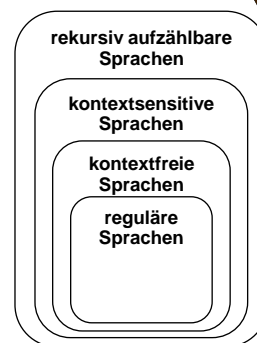 rekursiv aufzählbare
Sprachen
kontextsensitive
Sprachen
kontextfreie
Sprachen
reguläre
Sprachen